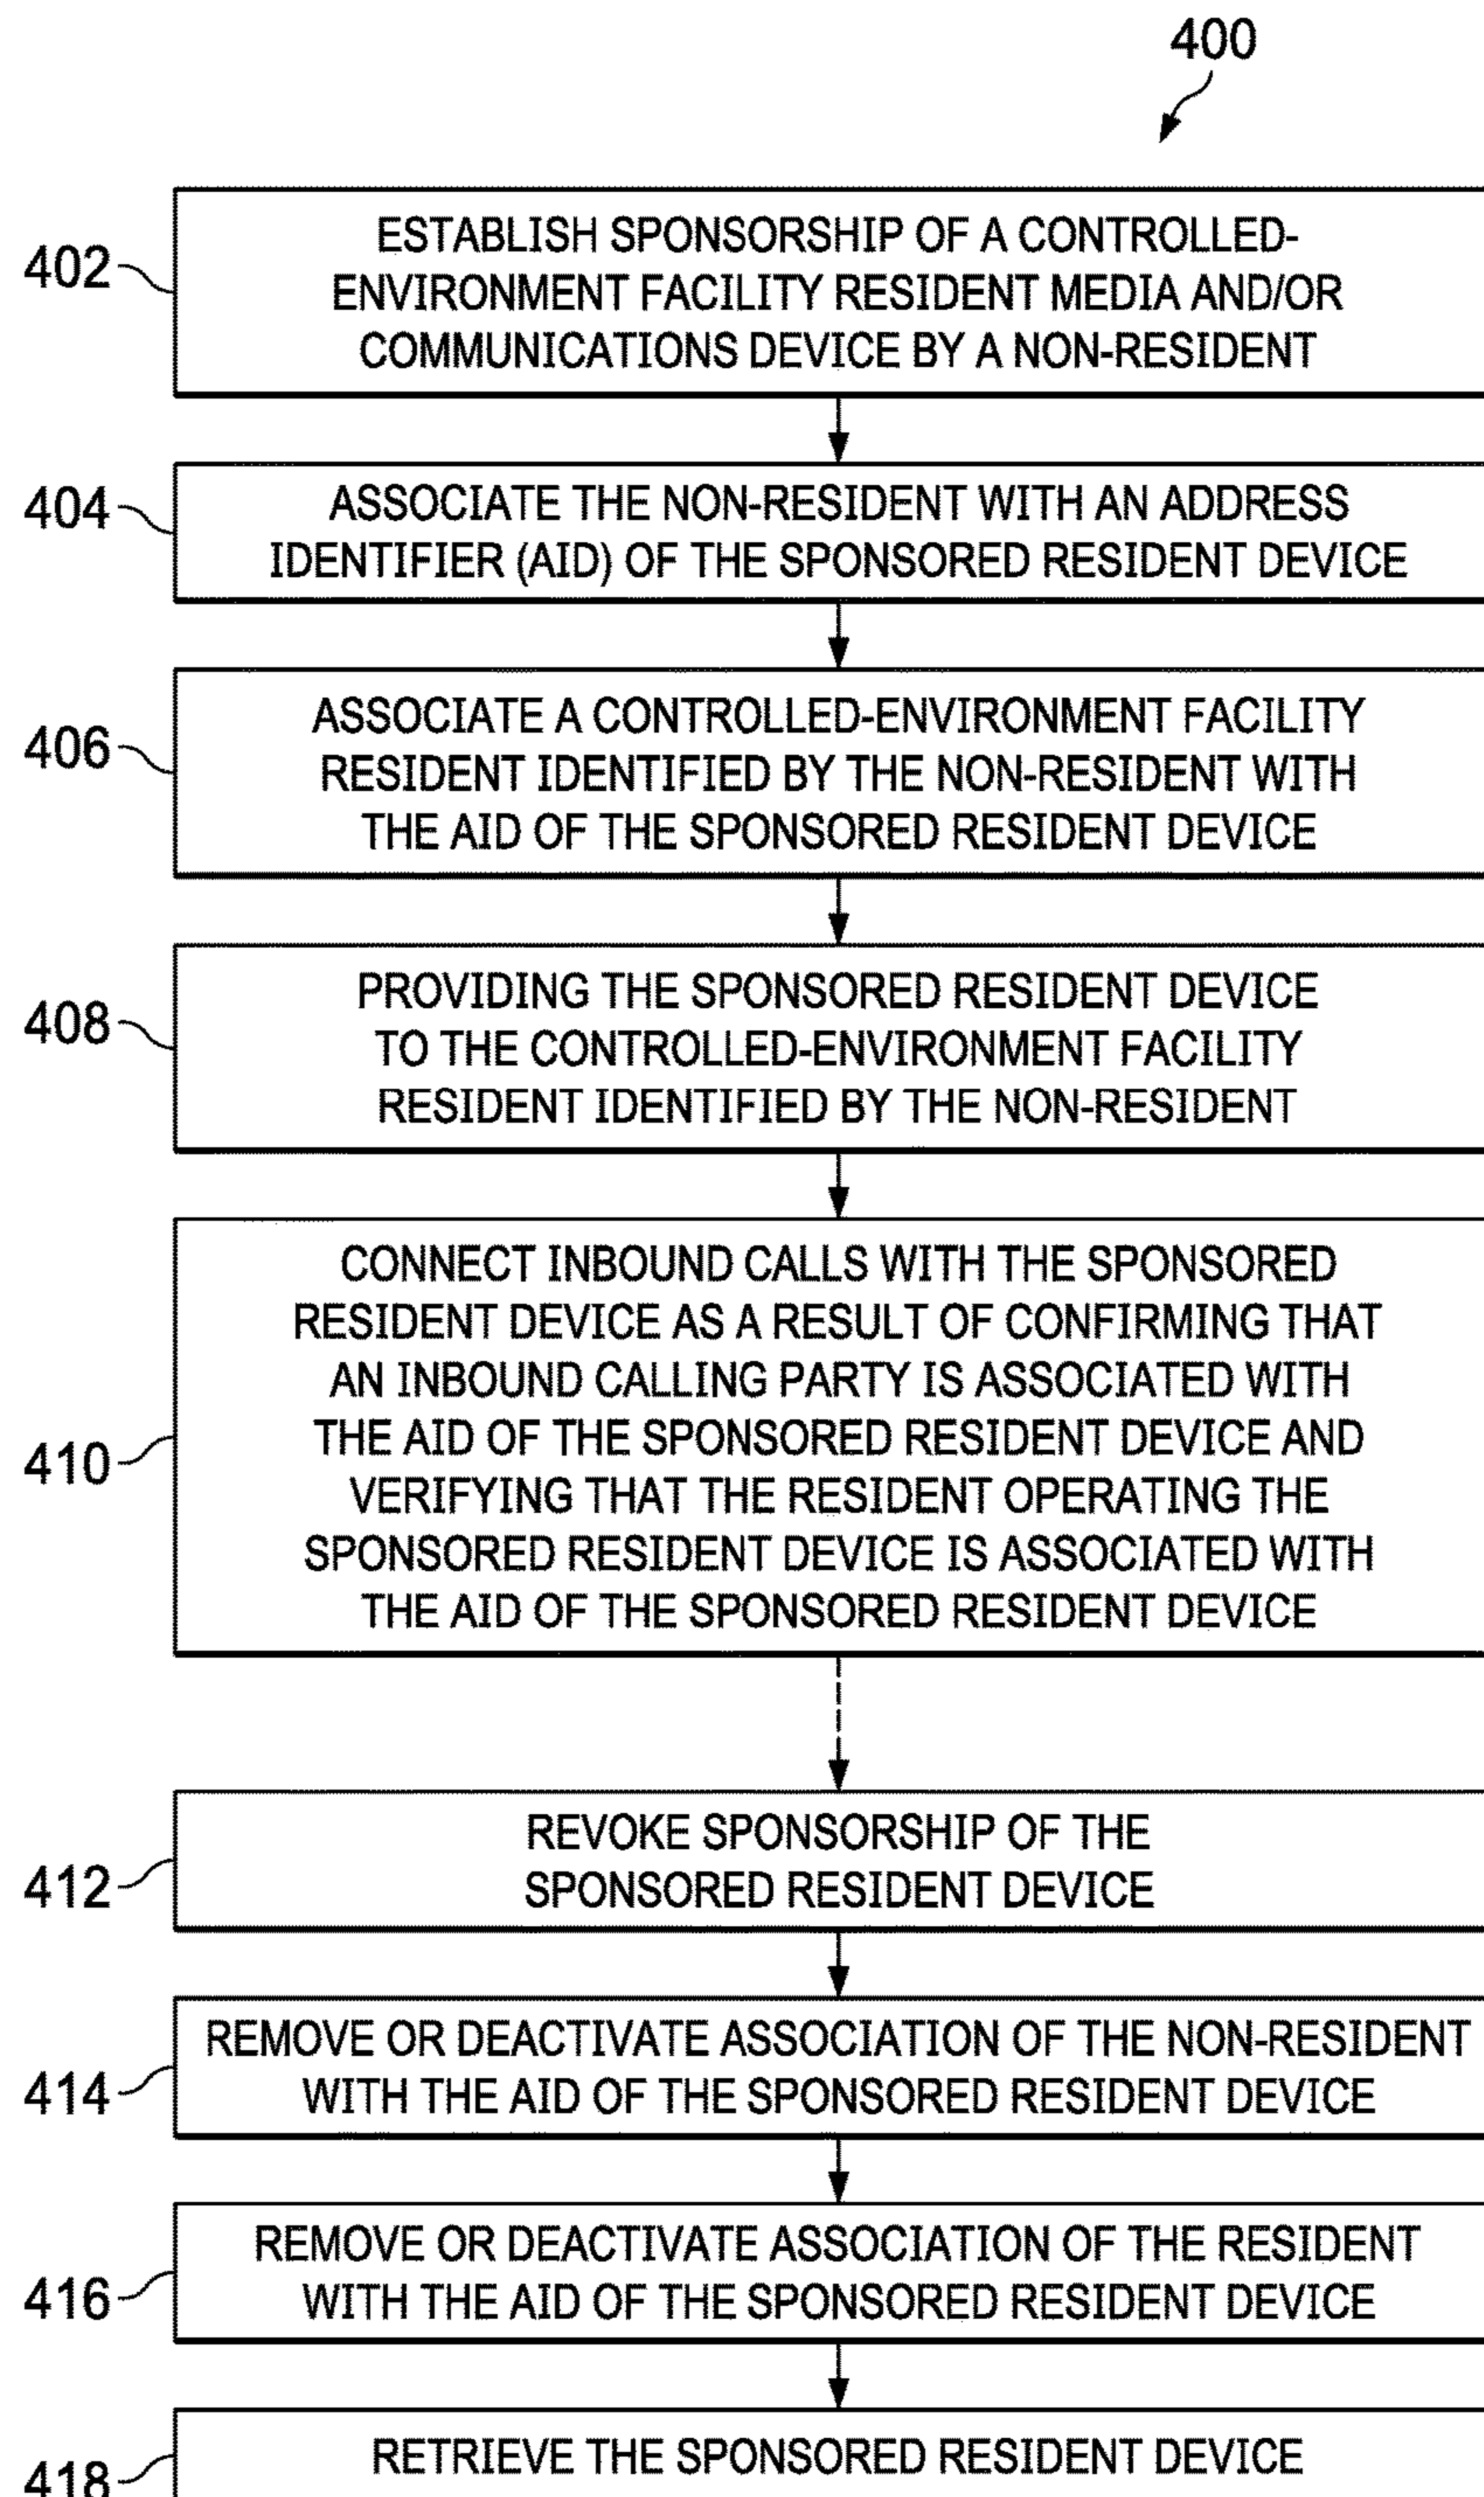 400
402
ESTABLISH SPONSORSHIP OF A CONTROLLED-
ENVIRONMENT FACILITY RESIDENT MEDIA AND/OR
COMMUNICATIONS DEVICE BY A NON-RESIDENT
404
ASSOCIATE THE NON-RESIDENT WITH AN ADDRESS
IDENTIFIER (AID) OF THE SPONSORED RESIDENT DEVICE
406
ASSOCIATE A CONTROLLED-ENVIRONMENT FACILITY
RESIDENT IDENTIFIED BY THE NON-RESIDENT WITH
THE AID OF THE SPONSORED RESIDENT DEVICE
408
PROVIDING THE SPONSORED RESIDENT DEVICE
TO THE CONTROLLED-ENVIRONMENT FACILITY
RESIDENT IDENTIFIED BY THE NON-RESIDENT
410
CONNECT INBOUND CALLS WITH THE SPONSORED
RESIDENT DEVICE AS A RESULT OF CONFIRMING THAT
AN INBOUND CALLING PARTY IS ASSOCIATED WITH
THE AID OF THE SPONSORED RESIDENT DEVICE AND
VERIFYING THAT THE RESIDENT OPERATING THE
SPONSORED RESIDENT DEVICE IS ASSOCIATED WITH
THE AID OF THE SPONSORED RESIDENT DEVICE
412
REVOKE SPONSORSHIP OF THE
SPONSORED RESIDENT DEVICE
414
REMOVE OR DEACTIVATE ASSOCIATION OF THE NON-RESIDENT
WITH THE AID OF THE SPONSORED RESIDENT DEVICE
416
REMOVE OR DEACTIVATE ASSOCIATION OF THE RESIDENT
WITH THE AID OF THE SPONSORED RESIDENT DEVICE
418
RETRIEVE THE SPONSORED RESIDENT DEVICE